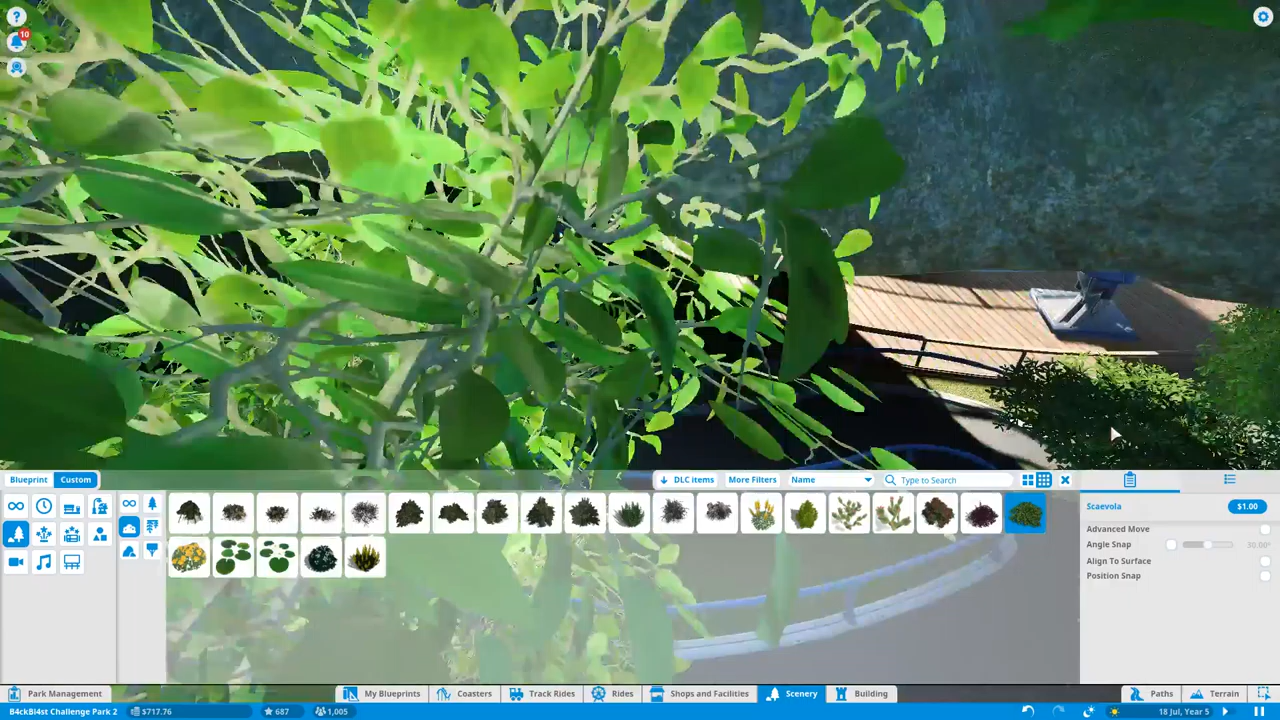 ?
10
Blueprint Custom
DLC items More Filters Name Type to Search
Scaevola $1.00
Advanced Move
Angle Snap 30.00°
Align To Surface
Position Snap
Park Management My Blueprints Coasters Track Rides Rides Shops and Facilities Scenery Building Paths Terrain
B4ckBl4st Challenge Park 2 $717.76 687 1,005 18 Jul, Year 5